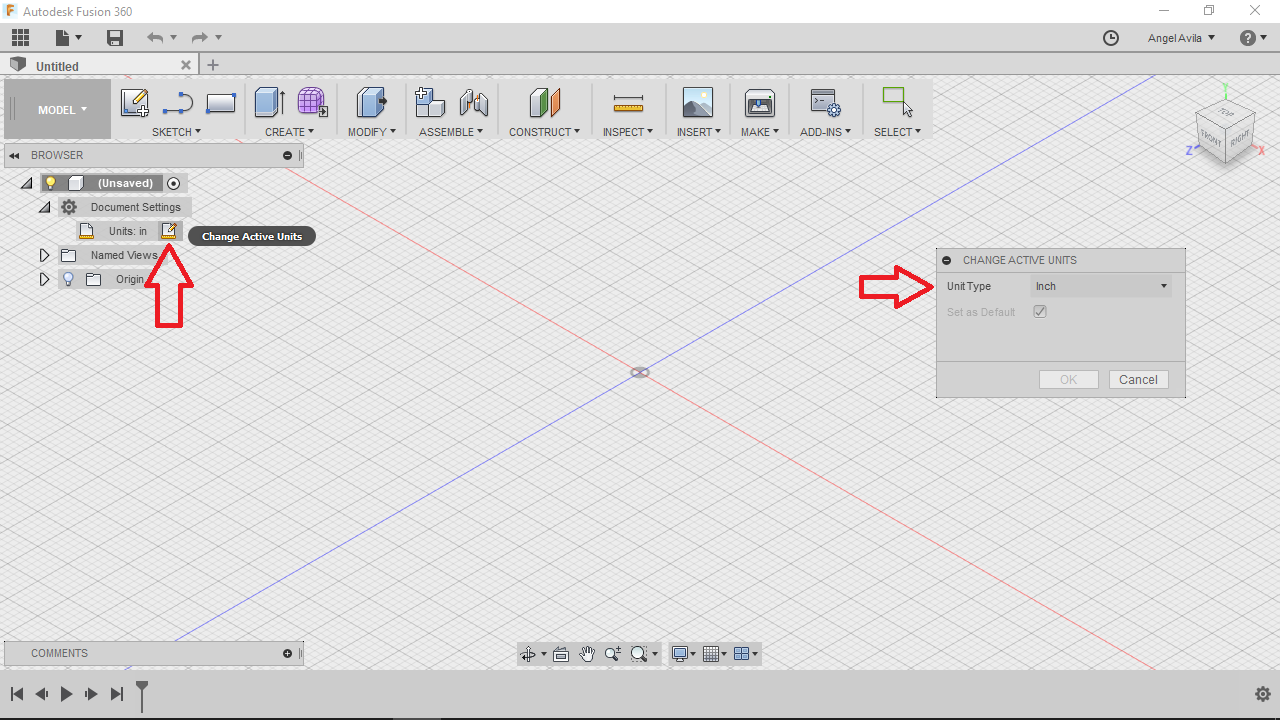 Autodesk Fusion 360
Angel Avila
Untitled
MODEL
SKETCH CREATE MODIFY ASSEMBLE CONSTRUCT INSPECT INSERT MAKE ADD-INS SELECT
Y
TOP
FRONT RIGHT
Z X
BROWSER
(Unsaved)
Document Settings
Units: in
Change Active Units
Named Views
Origin
CHANGE ACTIVE UNITS
Unit Type Inch
Set as Default
OK Cancel
COMMENTS